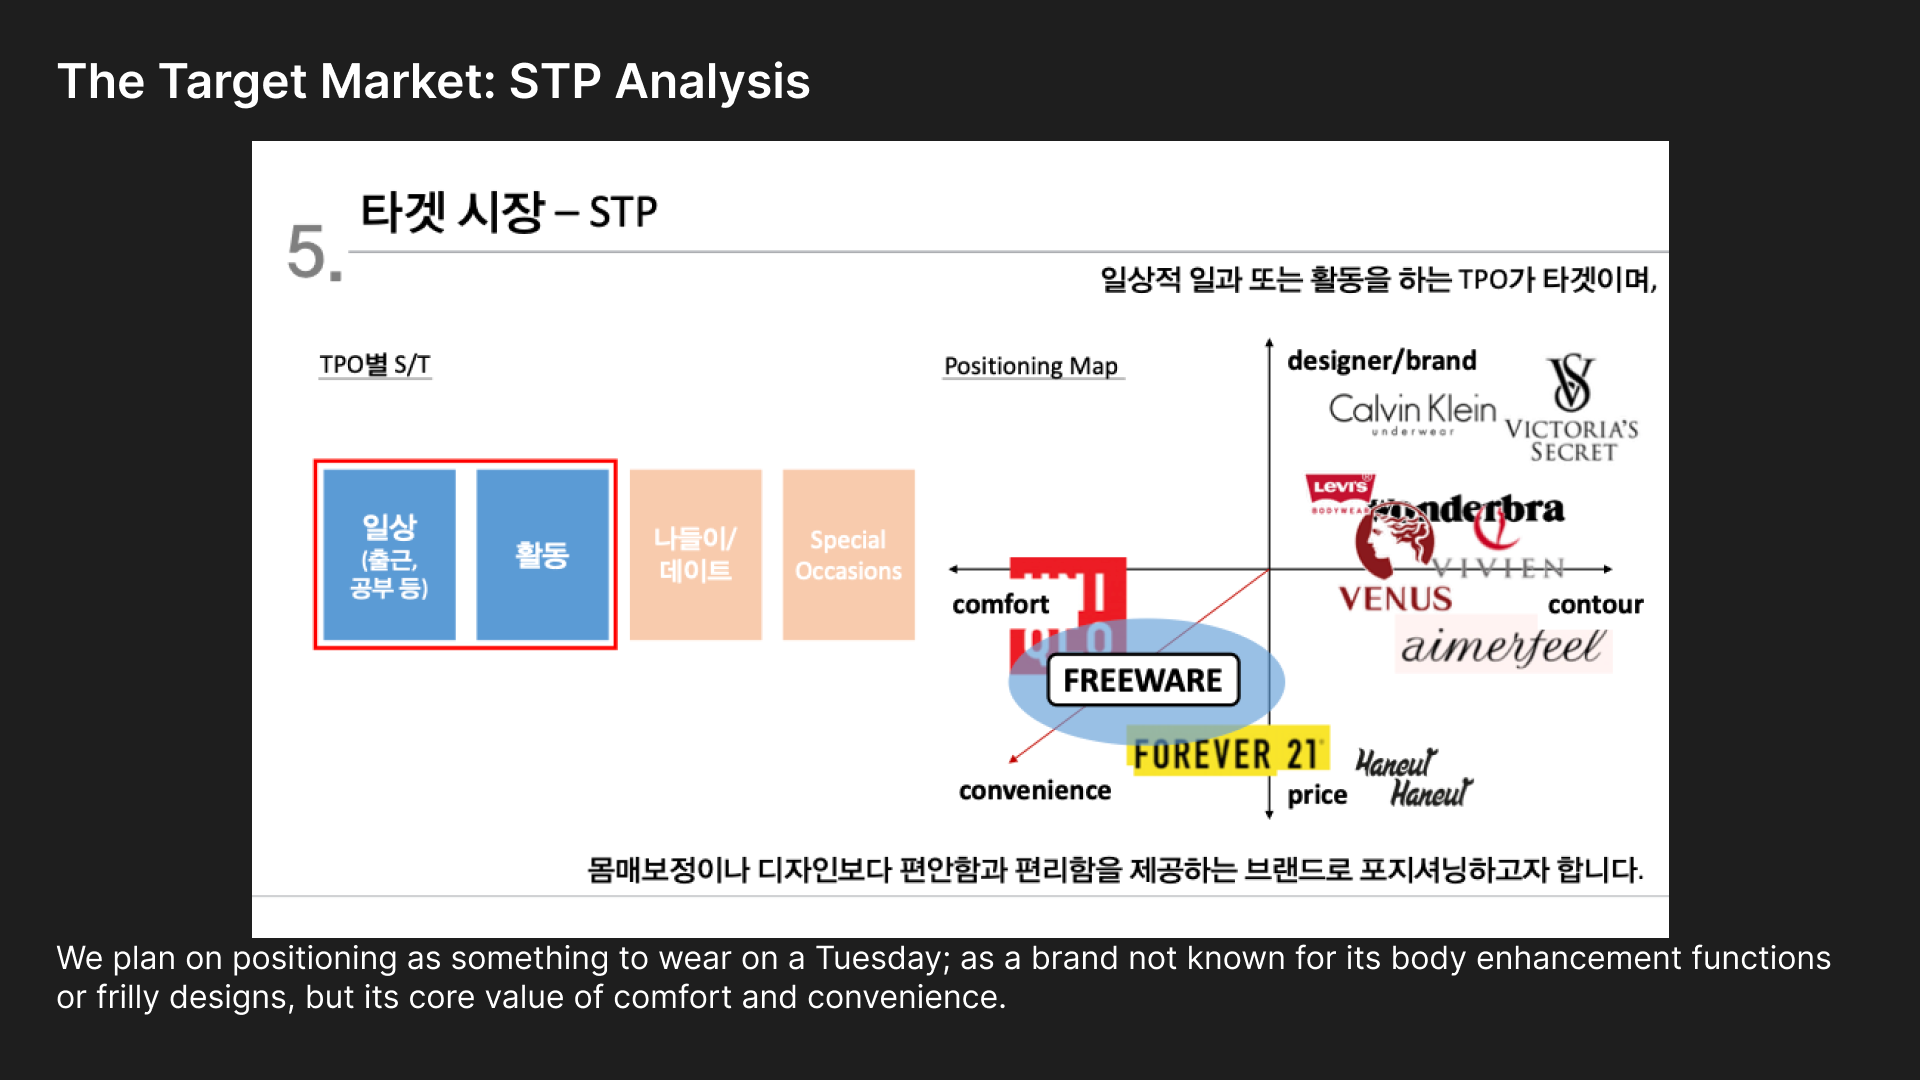 The Target Market: STP Analysis
5.
타겟 시장 – STP
일상적 일과 또는 활동을 하는 TPO가 타겟이며,
TPO별 S/T
일상
(출근,
공부 등)
활동
나들이/
데이트
Special
Occasions
Positioning Map
designer/brand
Calvin Klein
underwear
VS
VICTORIA'S
SECRET
LEVI'S®
BODYWEAR
wonderbra
VIVIEN
VENUS
comfort
contour
UNI
QLO
aimerfeel
FREEWARE
FOREVER 21
Hancut
Hancut
convenience
price
몸매보정이나 디자인보다 편안함과 편리함을 제공하는 브랜드로 포지셔닝하고자 합니다.
We plan on positioning as something to wear on a Tuesday; as a brand not known for its body enhancement functions
or frilly designs, but its core value of comfort and convenience.